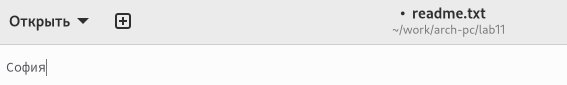 Открыть
• readme.txt
~/work/arch-pc/lab11
София